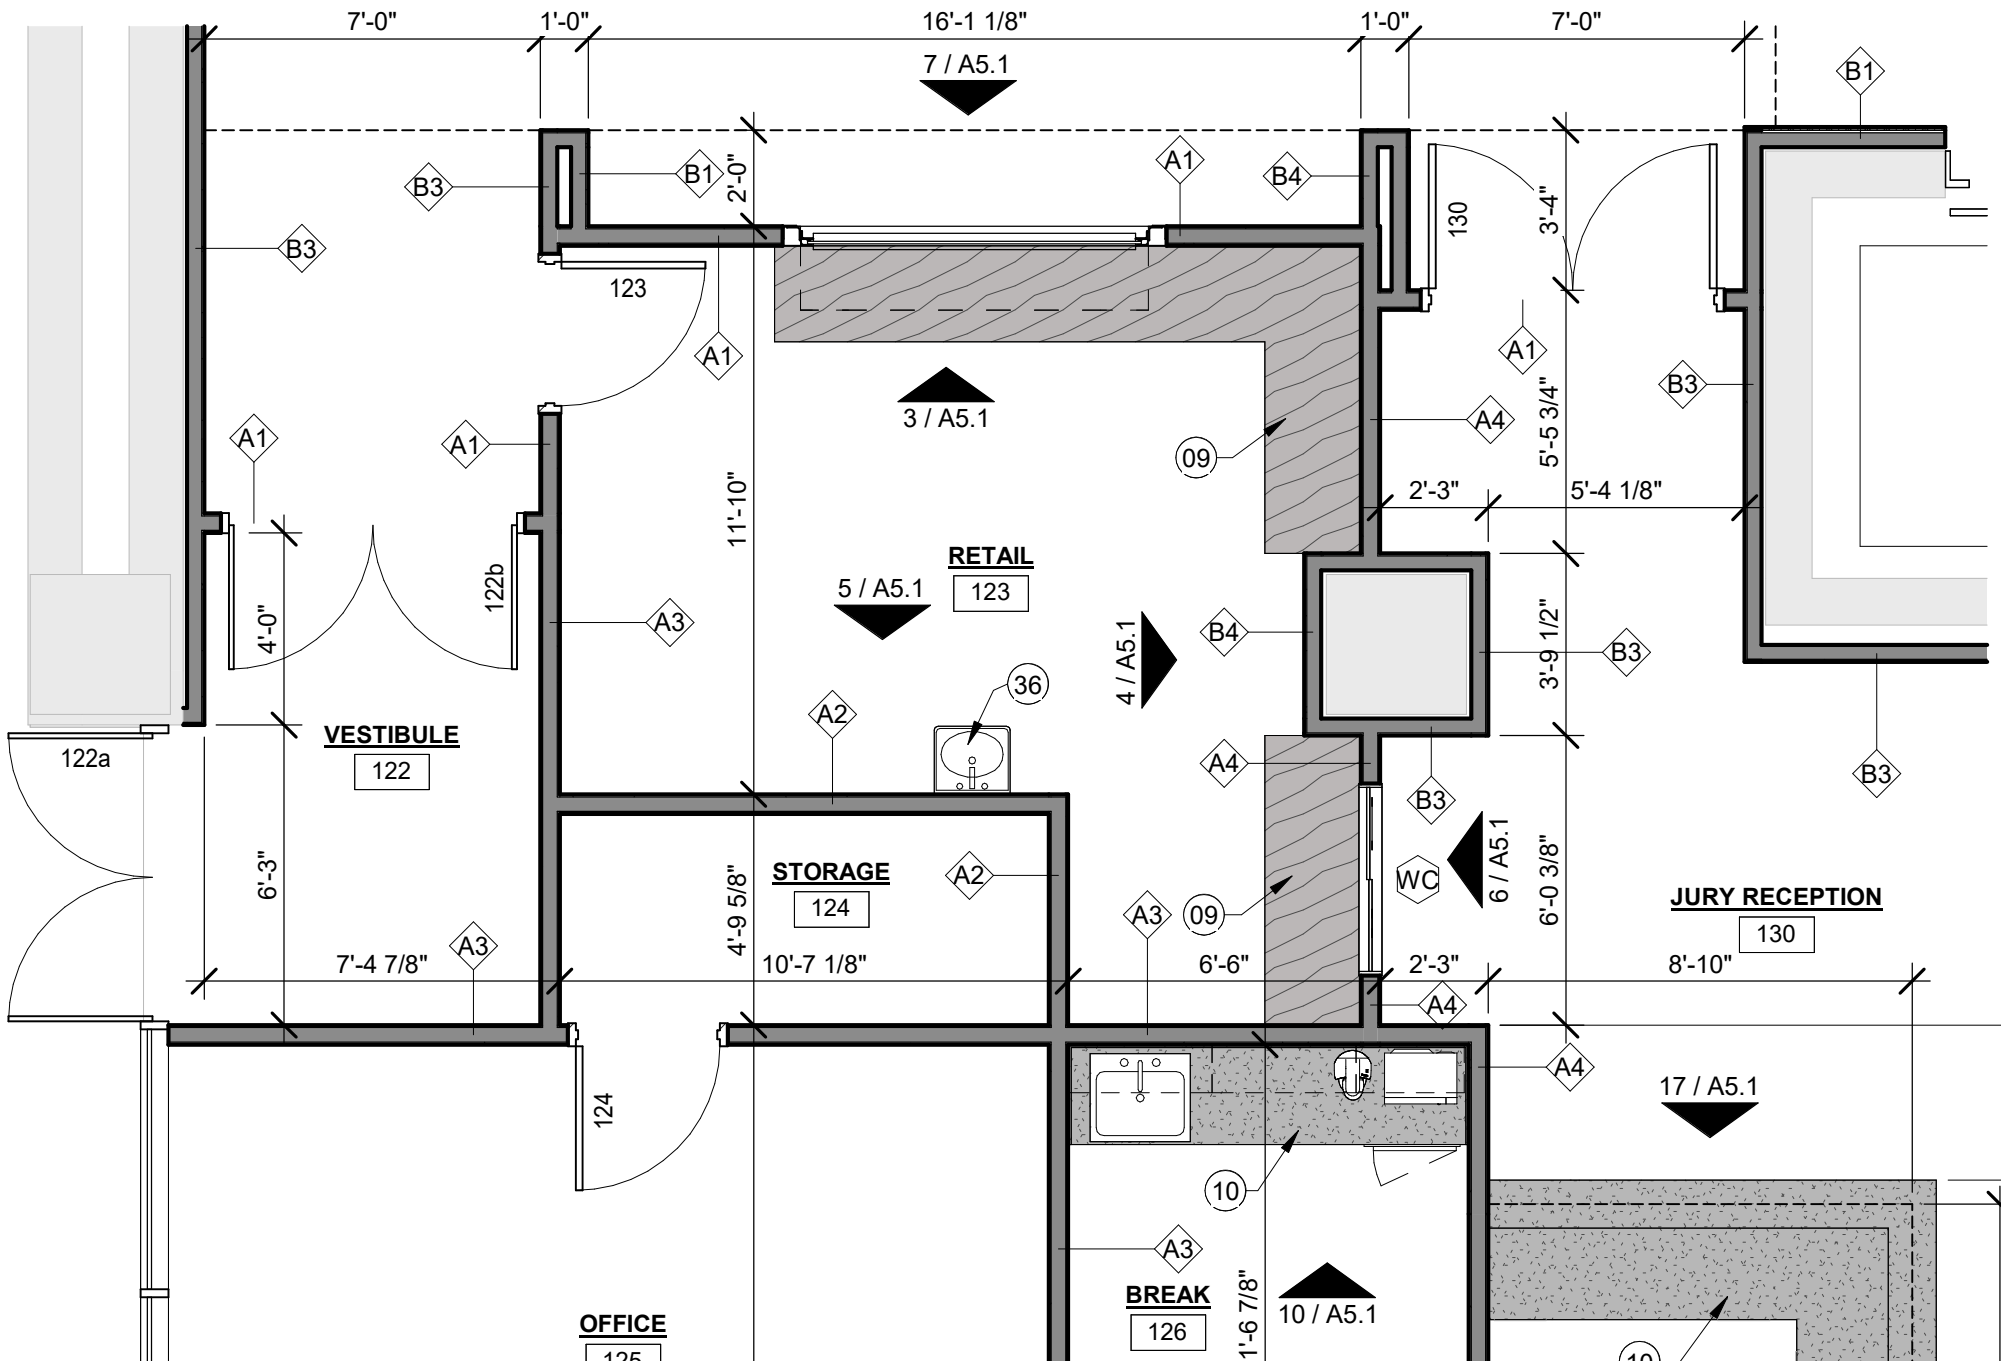 7'-0" 1'-0" 16'-1 1/8" 1'-0" 7'-0"
7 / A5.1
B1
2'-0"
B3
B1
A1
B4
130
3'-4"
B3
123
A1
A1
B3
3 / A5.1
A4
5'-5 3/4"
A1
A1
09
11'-10"
2'-3" 5'-4 1/8"
RETAIL
123
122b
5 / A5.1
4'-0"
A3
B4
4 / A5.1
3'-9 1/2"
B3
36
A2
VESTIBULE
122
122a
A4
B3
B3
6 / A5.1
WC
6'-3"
STORAGE
124
A2
4'-9 5/8"
A3
09
6'-0 3/8"
JURY RECEPTION
130
A3
7'-4 7/8" 10'-7 1/8" 6'-6" 2'-3" 8'-10"
A4
A4
17 / A5.1
124
10
A3
BREAK
126
1'-6 7/8"
10 / A5.1
OFFICE
125
10